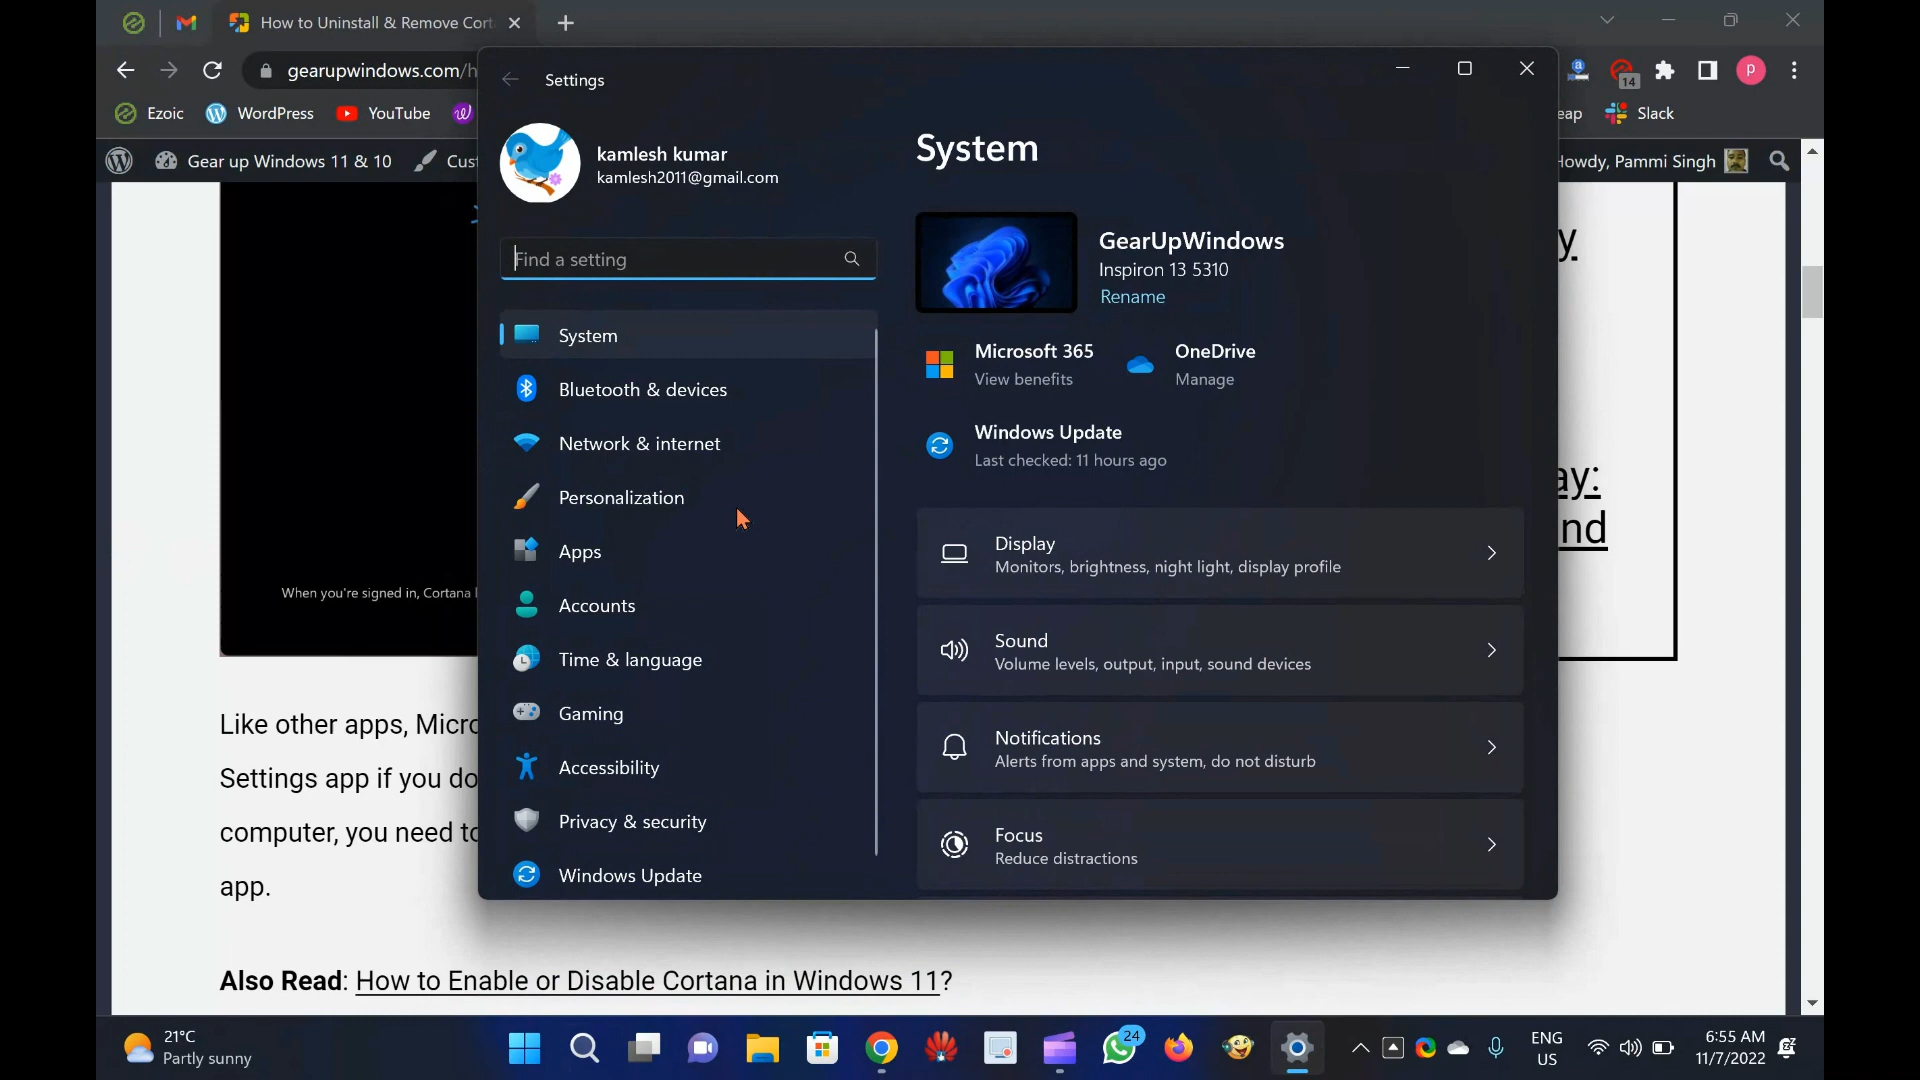 How to Uninstall & Remove Cort
gearupwindows.com/h
14
P
Ezoic
WordPress
YouTube
eap
Slack
Gear up Windows 11 & 10
Cus
Howdy, Pammi Singh
Settings
kamlesh kumar
kamlesh2011@gmail.com
Find a setting
System
Bluetooth & devices
Network & internet
Personalization
Apps
Accounts
Time & language
Gaming
Accessibility
Privacy & security
Windows Update
System
GearUpWindows
Inspiron 13 5310
Rename
Microsoft 365
View benefits
OneDrive
Manage
Windows Update
Last checked: 11 hours ago
Display
Monitors, brightness, night light, display profile
Sound
Volume levels, output, input, sound devices
Notifications
Alerts from apps and system, do not disturb
Focus
Reduce distractions
y
ay:
nd
When you're signed in, Cortana
Like other apps, Micro
Settings app if you do
computer, you need to
app.
Also Read: How to Enable or Disable Cortana in Windows 11?
21°C
Partly sunny
24
ENG
US
6:55 AM
11/7/2022